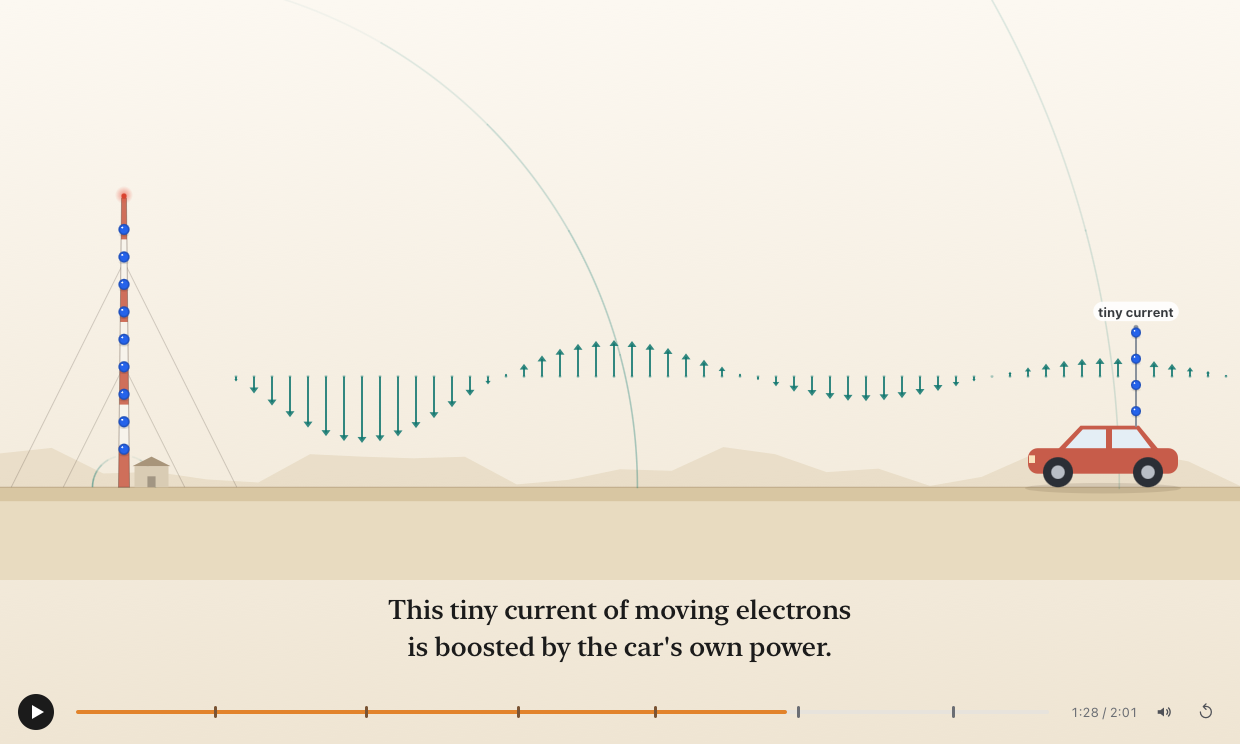 tiny current
This tiny current of moving electrons
is boosted by the car's own power.
1:28 / 2:01